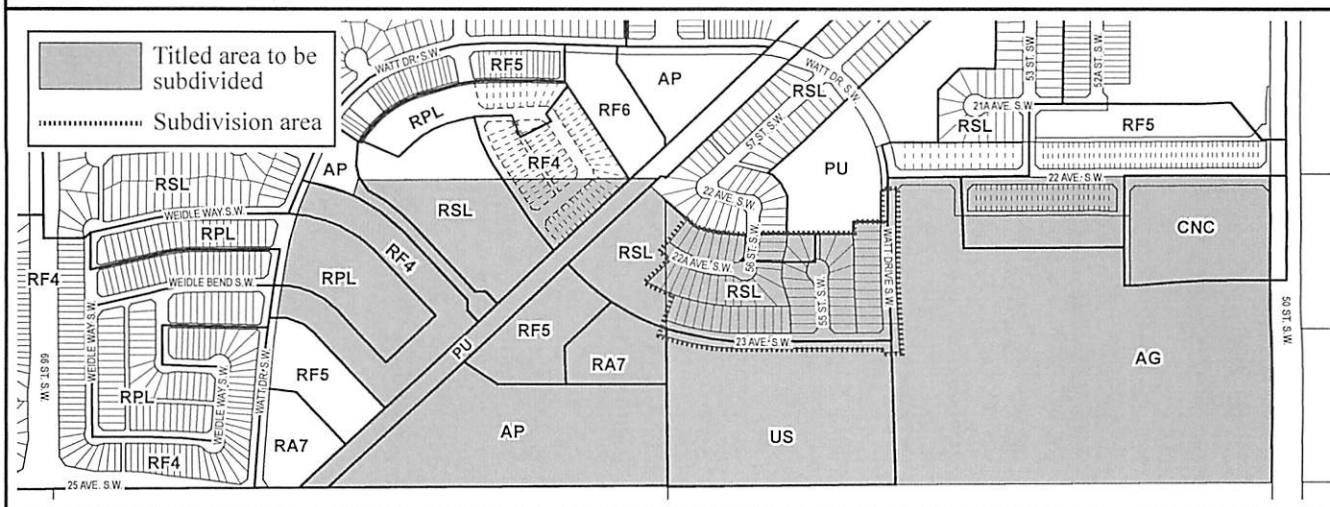 Titled area to be
subdivided
Subdivision area
WATT DR. S.W.
RF5
AP
WATT DR. S.W.
RSL
53 ST. SW
52A ST. S.W.
RPL
RF6
57 ST. S.W.
21A AVE. S.W.
RSL
RF5
RF4
AP
PU
RSL
22 AVE. S.W.
22 AVE. S.W.
WEIDLE WAY S.W.
RSL
CNC
RPL
RF4
RSL
56 ST. S.W.
WATT DRIVE S.W.
RF4
RPL
22A AVE. S.W.
WEIDLE BEND S.W.
RSL
55 ST. S.W.
50 ST. S.W.
RF5
23 AVE. S.W.
66 ST. S.W.
WEIDLE WAY S.W.
PU
RA7
AG
RF5
RPL
WEIDLE WAY S.W.
WATT DR. S.W.
AP
US
RA7
RF4
25 AVE. S.W.